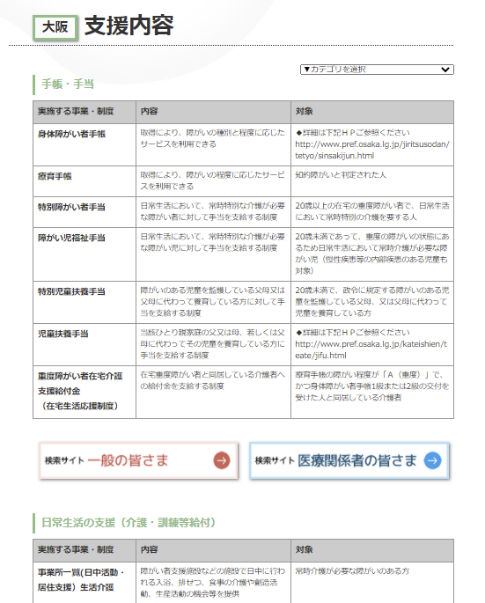 大阪 支援内容
▼カテゴリを選択
手帳・手当
実施する事業・制度 内容 対象
身体障がい者手帳 取得により、障がいの種別と程度に応じた
サービスを利用できる
◆詳細は下記HPご参照ください
http://www.pref.osaka.lg.jp/jiritsusodan/
tetyo/sinsakijun.html
療育手帳 取得により、障がいの程度に応じたサービ
スを利用できる
知的障がいと判定された人
特別障がい者手当 日常生活において、常時特別な介護が必要
な障がい者に対して手当を支給する制度
20歳以上の在宅の重度障がい者で、日常生活
において常時特別の介護を要する人
障がい児福祉手当 日常生活において、常時特別な介護が必要
な障がい児に対して手当を支給する制度
20歳未満であって、重度の障がいの状態にあ
るため日常生活において常時介護が必要な障
がい児（慢性疾患等の内部疾患のある児童も
対象）
特別児童扶養手当 障がいのある児童を監護している父母又は
父母に代わって養育している方に対して手
当を支給する制度
20歳未満で、政令に規定する障がいのある児
童を監護している父母、又は父母に代わって
児童を養育している方
児童扶養手当 当該ひとり親家庭の父又は母、若しくは父
母に代わってその児童を養育している方に
手当を支給する制度
◆詳細は下記HPご参照ください
http://www.pref.osaka.lg.jp/kateishien/t
eate/jifu.html
重度障がい者在宅介護
支援給付金
（在宅生活応援制度）
在宅重度障がい者と同居している介護者へ
の給付金を支給する制度
療育手帳の障がい程度が「A（重度）」で、
かつ身体障がい者手帳1級または2級の交付を
受けた人と同居している介護者
検索サイト 一般の皆さま
検索サイト 医療関係者の皆さま
日常生活の支援（介護・訓練等給付）
実施する事業・制度 内容 対象
事業所一覧(日中活動・
居住支援）生活介護
障がい者支援施設などの施設で日中に行わ
れる入浴、排せつ、食事の介護や創造活
動、生産活動の機会等を提供
常時介護が必要な障がいのある方